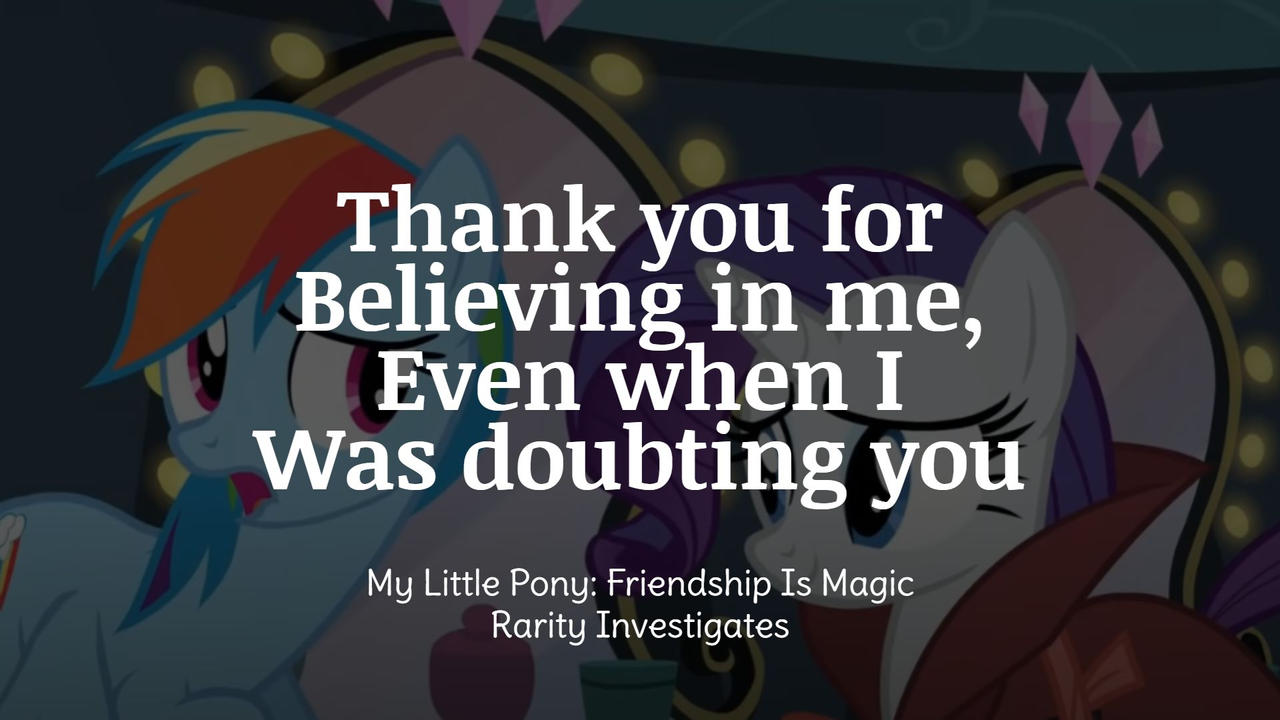 Thank you for
Believing in me,
Even when I
Was doubting you
My Little Pony: Friendship Is Magic
Rarity Investigates